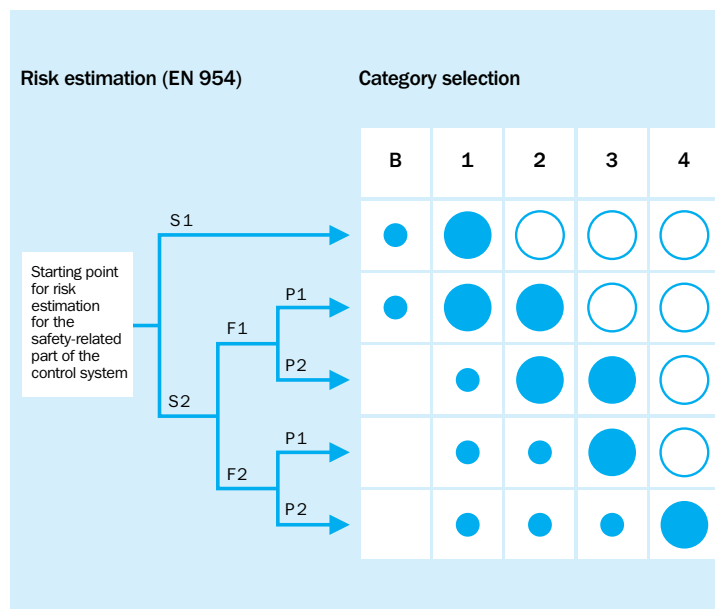 Risk estimation (EN 954)
Category selection
B 1 2 3 4
S1
Starting point
for risk
estimation
for the
safety-related
part of the
control system
P1
F1
P2
S2
P1
F2
P2